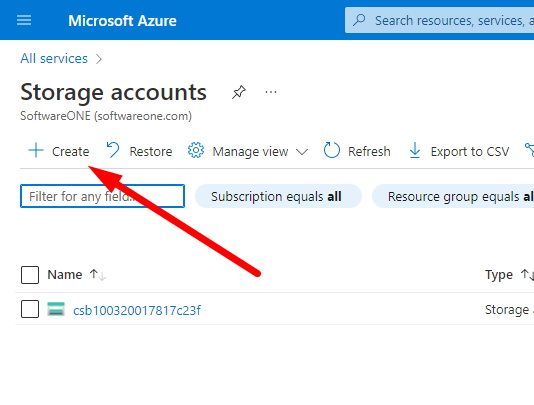 Microsoft Azure
Search resources, services, a
All services
Storage accounts
SoftwareONE (softwareone.com)
Create Restore Manage view Refresh Export to CSV
Filter for any field... Subscription equals all Resource group equals al
Name Type
csb100320017817c23f Storage a